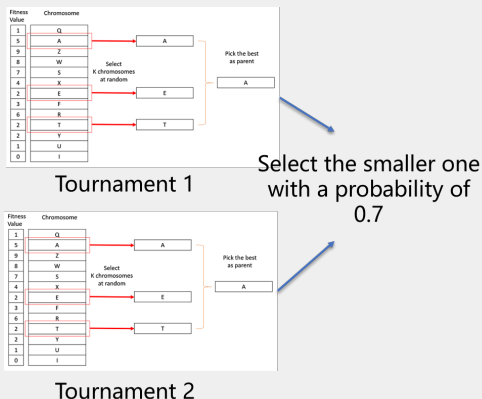 Fitness Value Chromosome
1 Q
5 A
9 Z
8 W
7 S
4 X
2 E
3 F
6 R
2 T
2 Y
1 U
0 I
Select
K chromosomes
at random
A
E
T
Pick the best
as parent
A
Tournament 1
Select the smaller one
with a probability of
0.7
Fitness Value Chromosome
1 Q
5 A
9 Z
8 W
7 S
4 X
2 E
3 F
6 R
2 T
2 Y
1 U
0 I
Select
K chromosomes
at random
A
E
T
Pick the best
as parent
A
Tournament 2